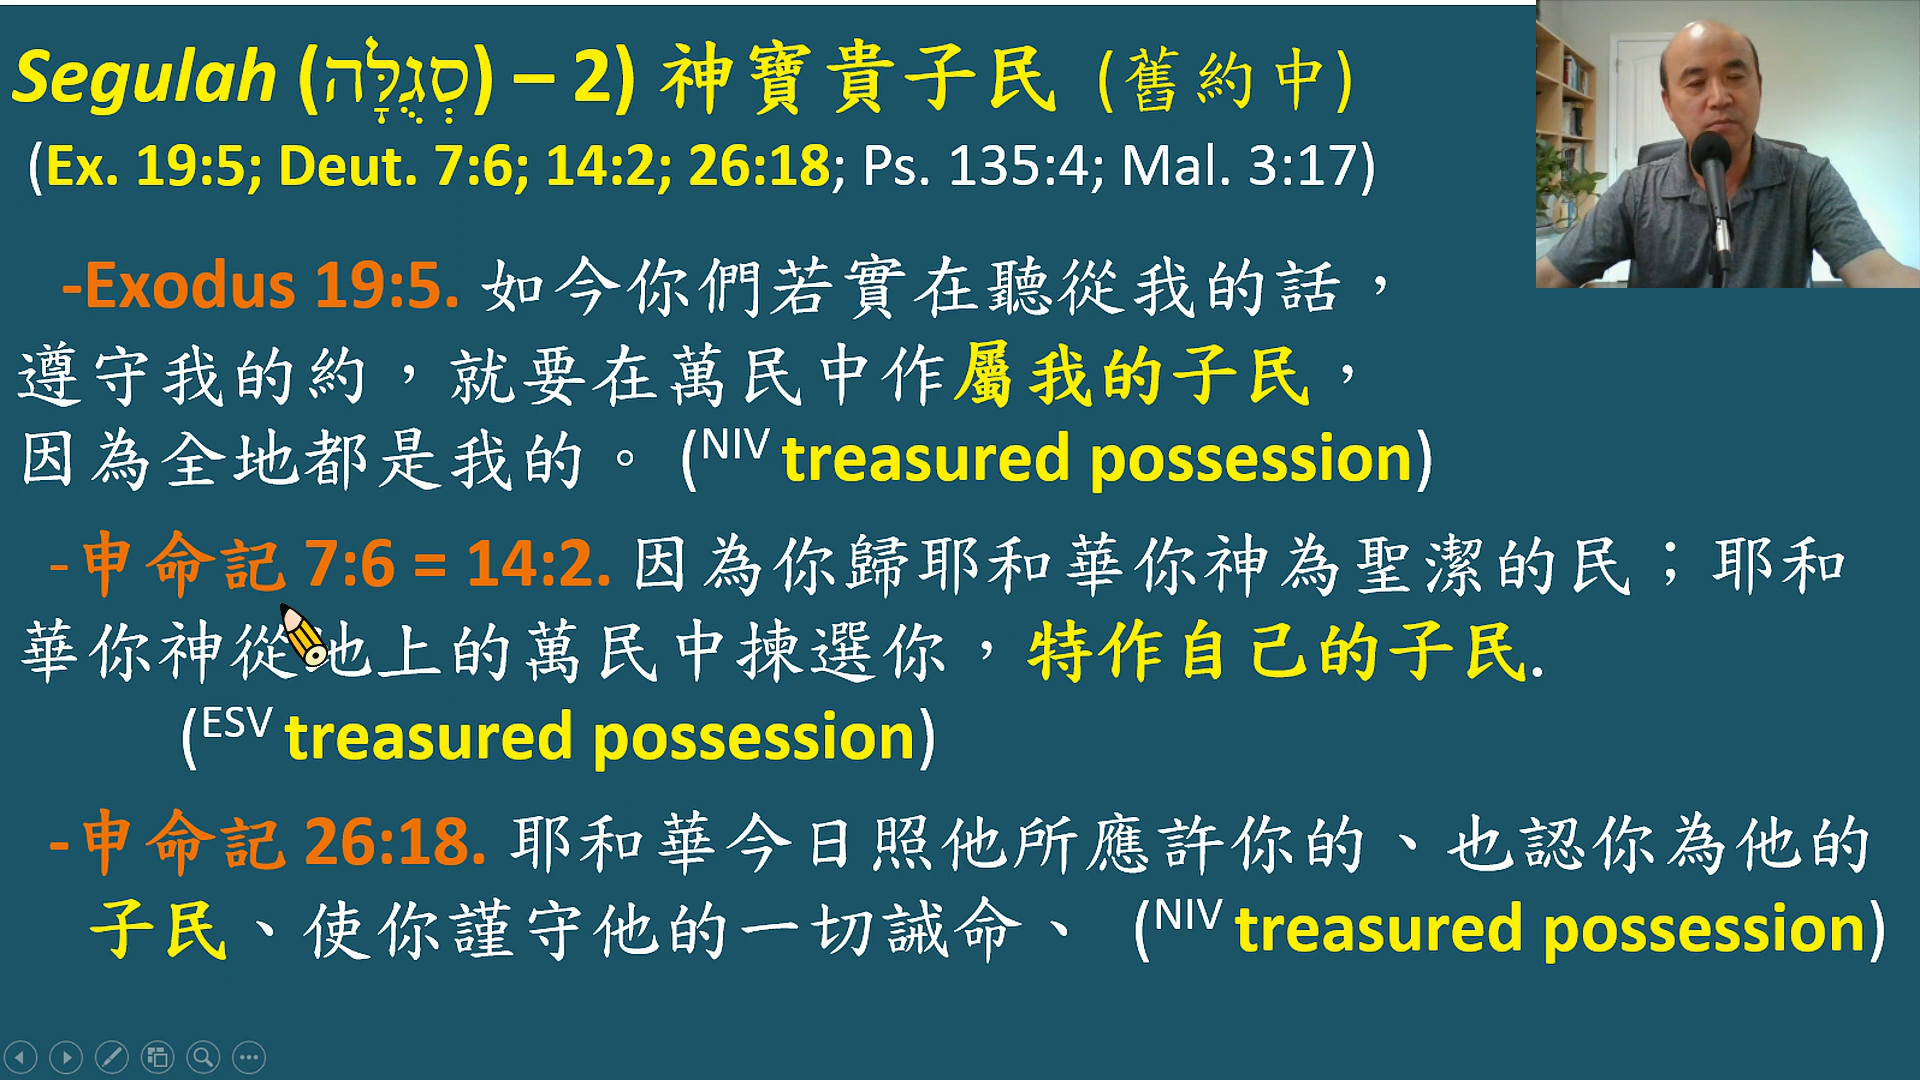 Segulah (סְגֻלָּה) – 2) 神寶貴子民 (舊約中)
(Ex. 19:5; Deut. 7:6; 14:2; 26:18; Ps. 135:4; Mal. 3:17)
-Exodus 19:5. 如今你們若實在聽從我的話，
遵守我的約，就要在萬民中作屬我的子民，
因為全地都是我的。 (NIV treasured possession)
-申命記 7:6 = 14:2. 因為你歸耶和華你神為聖潔的民；耶和
華你神從地上的萬民中揀選你，特作自己的子民.
(ESV treasured possession)
-申命記 26:18. 耶和華今日照他所應許你的、也認你為他的
子民、使你謹守他的一切誡命、 (NIV treasured possession)